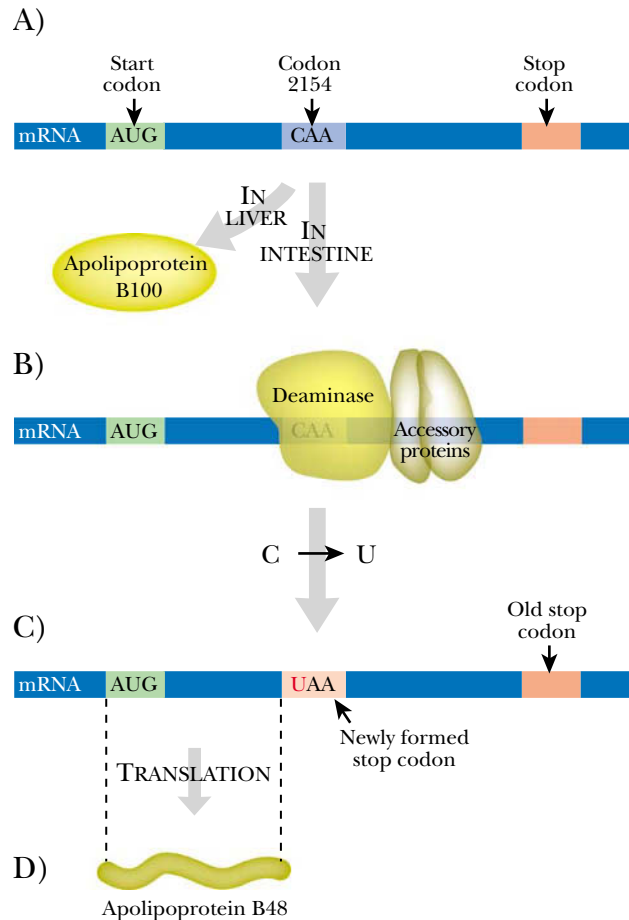 A)
Start
codon
Codon
2154
Stop
codon
mRNA
AUG
CAA
IN
LIVER
IN
INTESTINE
Apolipoprotein
B100
B)
Deaminase
mRNA
AUG
CAA
Accessory
proteins
C → U
C)
Old stop
codon
mRNA
AUG
UAA
Newly formed
stop codon
TRANSLATION
D)
Apolipoprotein B48